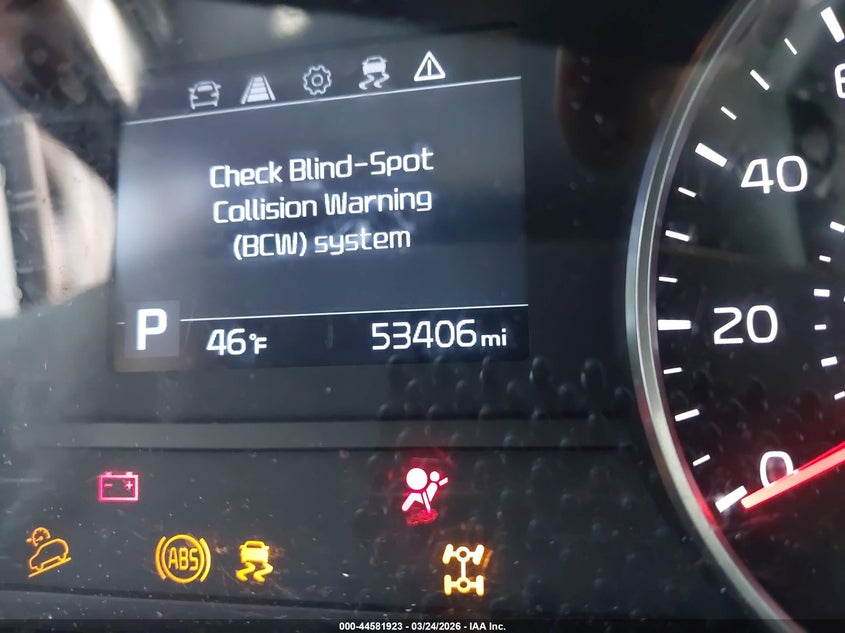 Check Blind-Spot
Collision Warning
(BCW) system
P 46°F 53406 mi
40
20
0
ABS
000-44581923 - 03/24/2026 - IAA Inc.